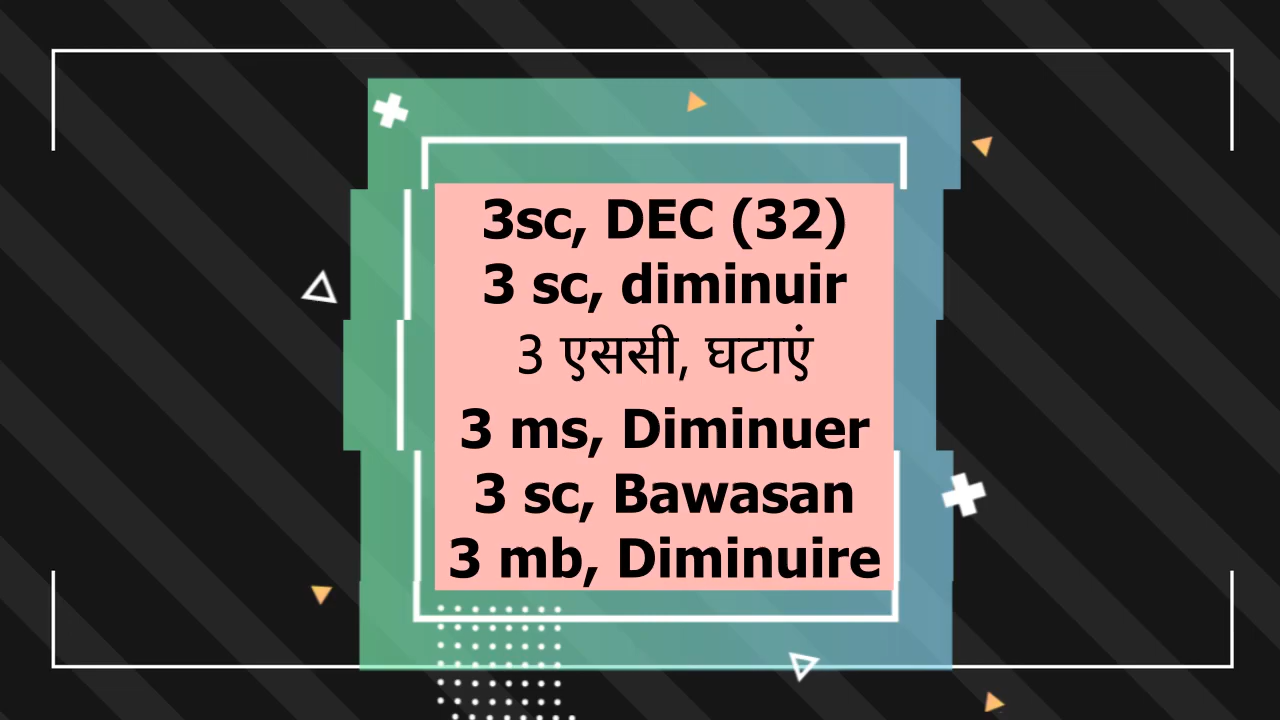 3sc, DEC (32)
3 sc, diminuir
3 एससी, घटाएं
3 ms, Diminuer
3 sc, Bawasan
3 mb, Diminuire